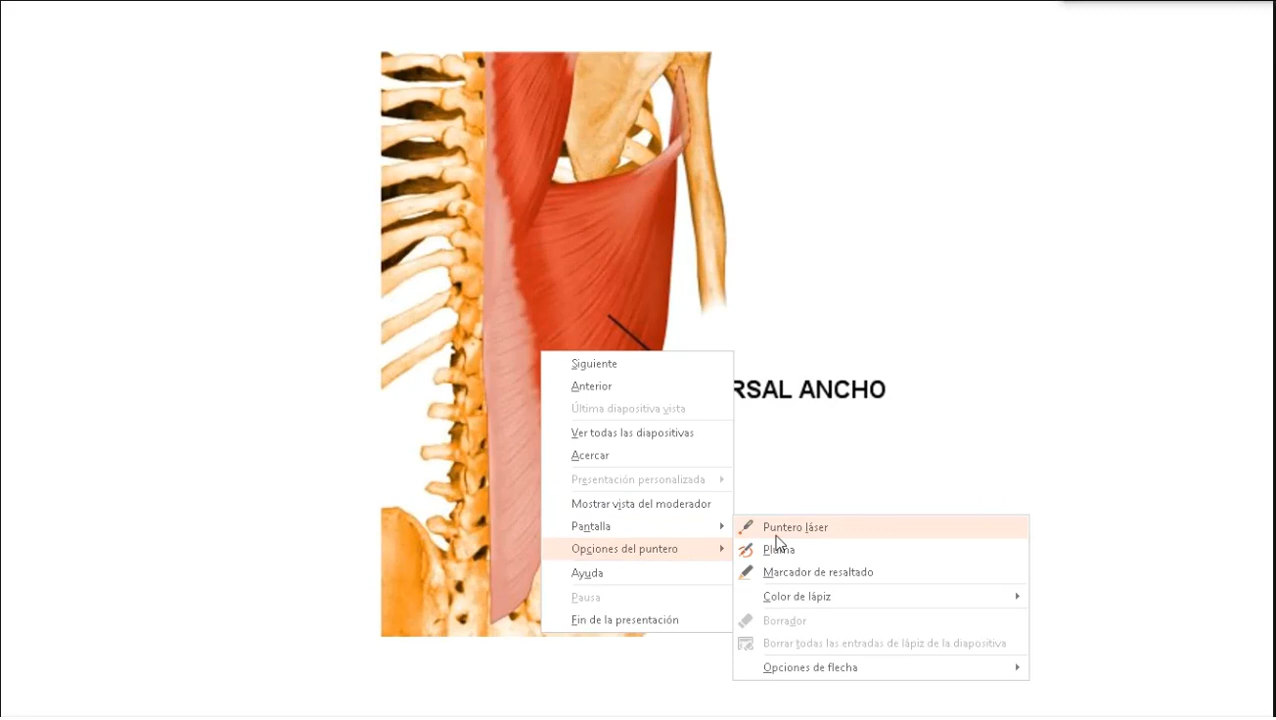 RSAL ANCHO
Siguiente
Anterior
Última diapositiva vista
Ver todas las diapositivas
Acercar
Presentación personalizada
Mostrar vista del moderador
Pantalla
Opciones del puntero
Ayuda
Pausa
Fin de la presentación
Puntero láser
Pluma
Marcador de resaltado
Color de lápiz
Borrador
Borrar todas las entradas de lápiz de la diapositiva
Opciones de flecha